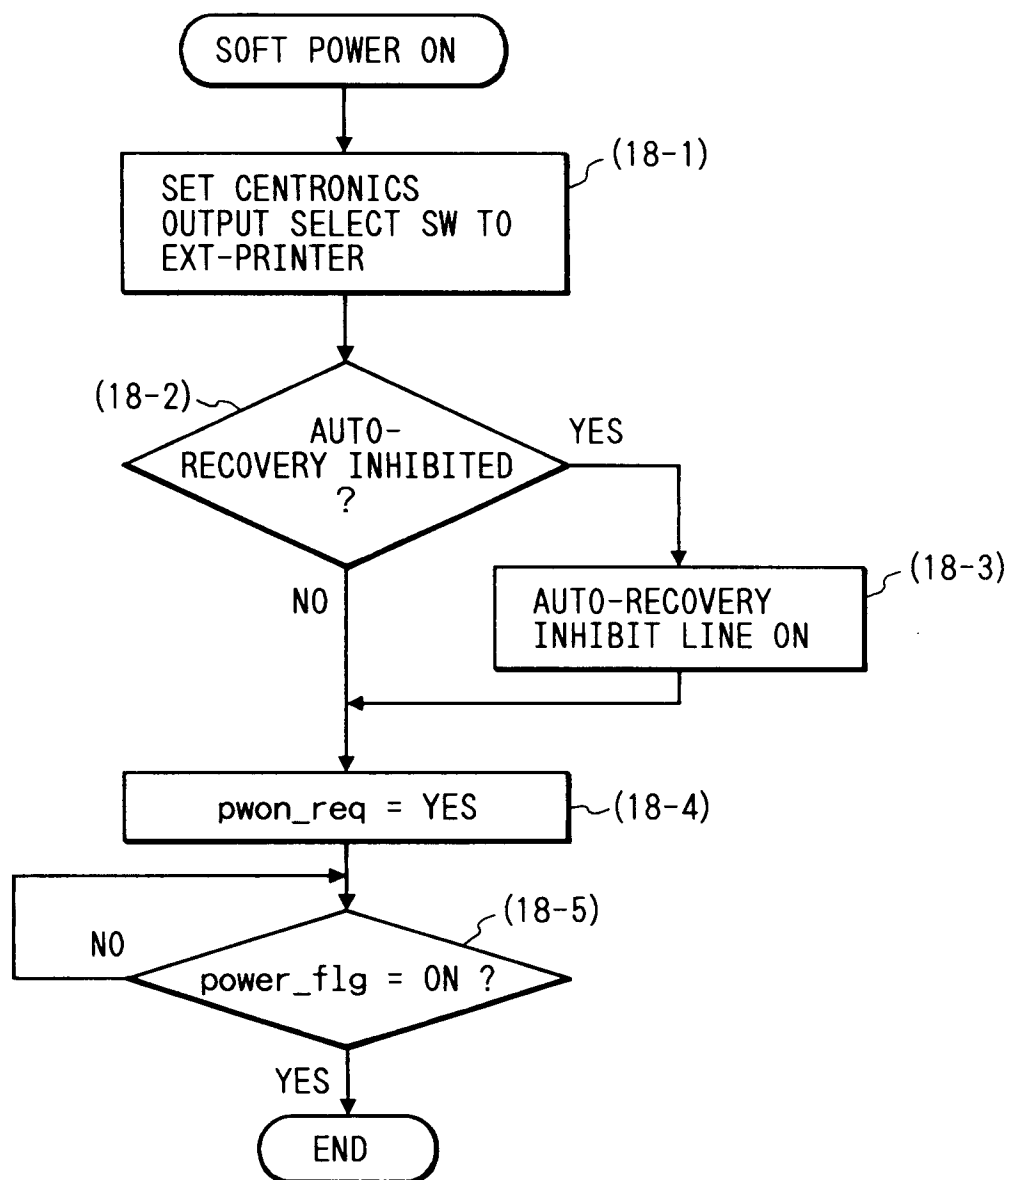 SOFT POWER ON
(18-1)
SET CENTRONICS
OUTPUT SELECT SW TO
EXT-PRINTER
(18-2)
AUTO-
RECOVERY INHIBITED
?
YES
NO
(18-3)
AUTO-RECOVERY
INHIBIT LINE ON
pwon_req = YES
(18-4)
(18-5)
NO
power_flg = ON ?
YES
END